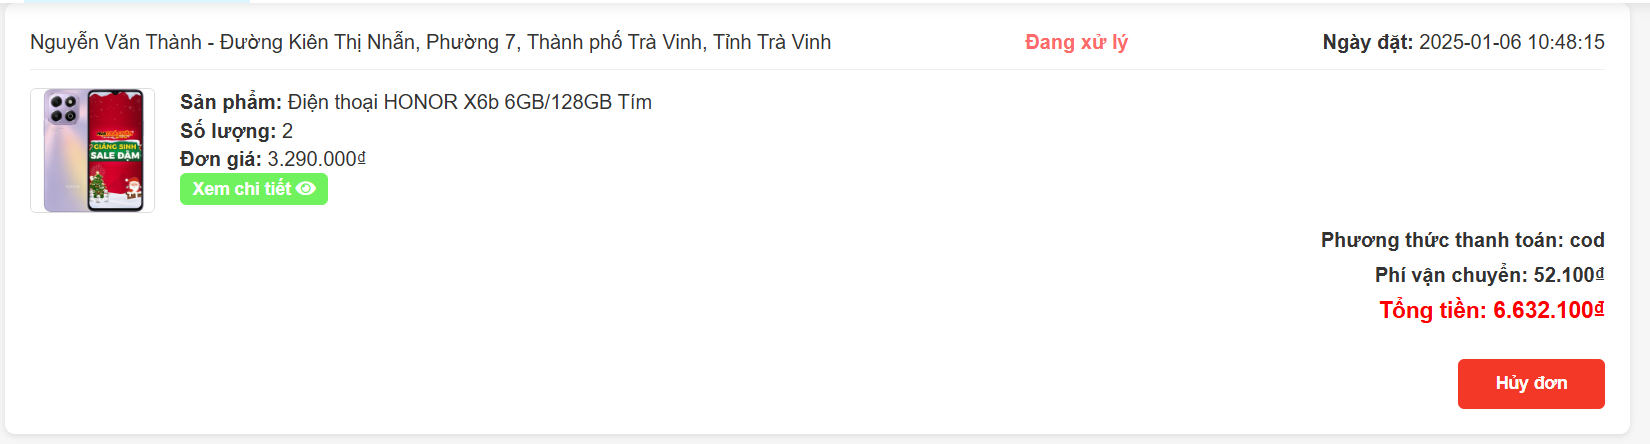 Nguyễn Văn Thành - Đường Kiên Thị Nhẫn, Phường 7, Thành phố Trà Vinh, Tỉnh Trà Vinh
Đang xử lý
Ngày đặt: 2025-01-06 10:48:15
GIÁNG SINH
SALE ĐẬM
Sản phẩm: Điện thoại HONOR X6b 6GB/128GB Tím
Số lượng: 2
Đơn giá: 3.290.000₫
Xem chi tiết
Phương thức thanh toán: cod
Phí vận chuyển: 52.100₫
Tổng tiền: 6.632.100₫
Hủy đơn